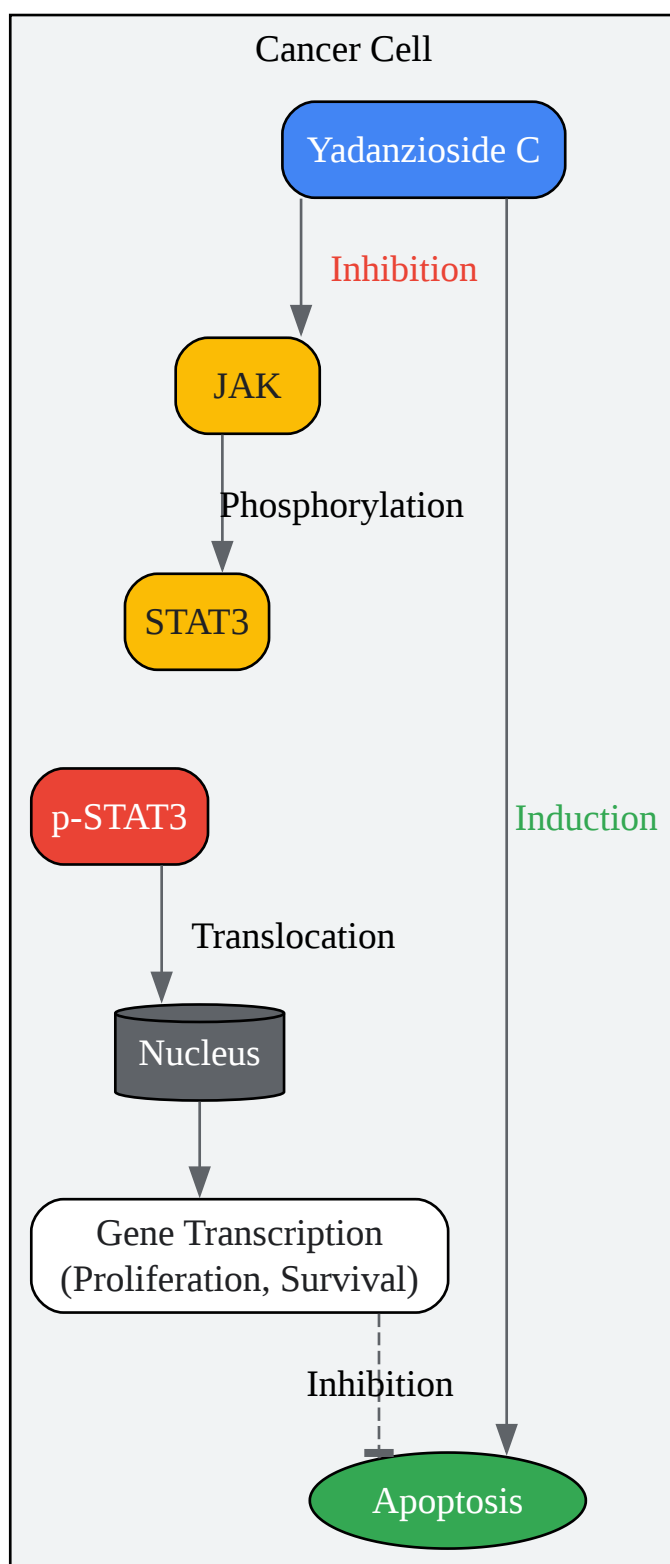 Cancer Cell
Yadanzioside C
Inhibition
JAK
Phosphorylation
STAT3
p-STAT3
Induction
Translocation
Nucleus
Gene Transcription
(Proliferation, Survival)
Inhibition
Apoptosis